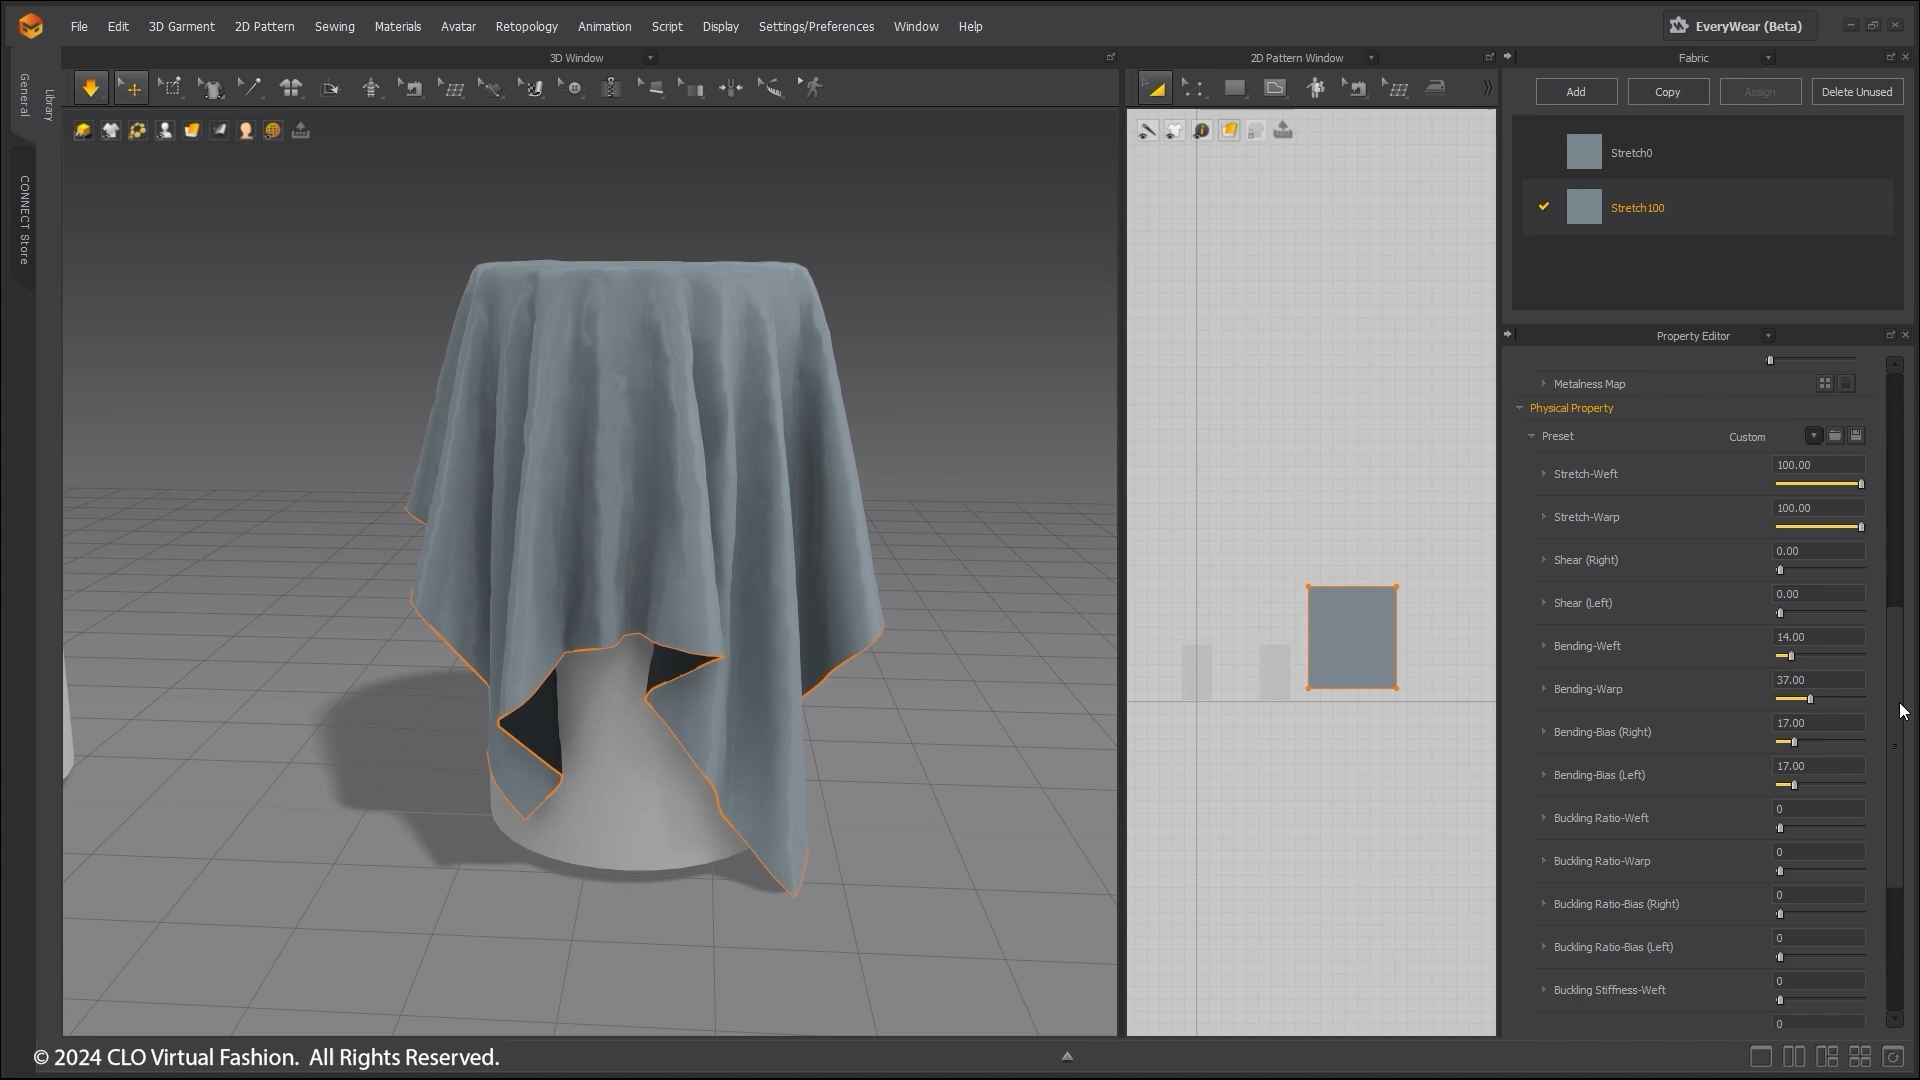 File Edit 3D Garment 2D Pattern Sewing Materials Avatar Retopology Animation Script Display Settings/Preferences Window Help EveryWear (Beta)
3D Window 2D Pattern Window Fabric
General
Library
CONNECT Store
Add Copy Assign Delete Unused
Stretch0
Stretch100
Property Editor
Metalness Map
Physical Property
Preset Custom
Stretch-Weft 100.00
Stretch-Warp 100.00
Shear (Right) 0.00
Shear (Left) 0.00
Bending-Weft 14.00
Bending-Warp 37.00
Bending-Bias (Right) 17.00
Bending-Bias (Left) 17.00
Buckling Ratio-Weft 0
Buckling Ratio-Warp 0
Buckling Ratio-Bias (Right) 0
Buckling Ratio-Bias (Left) 0
Buckling Stiffness-Weft 0
0
© 2024 CLO Virtual Fashion. All Rights Reserved.